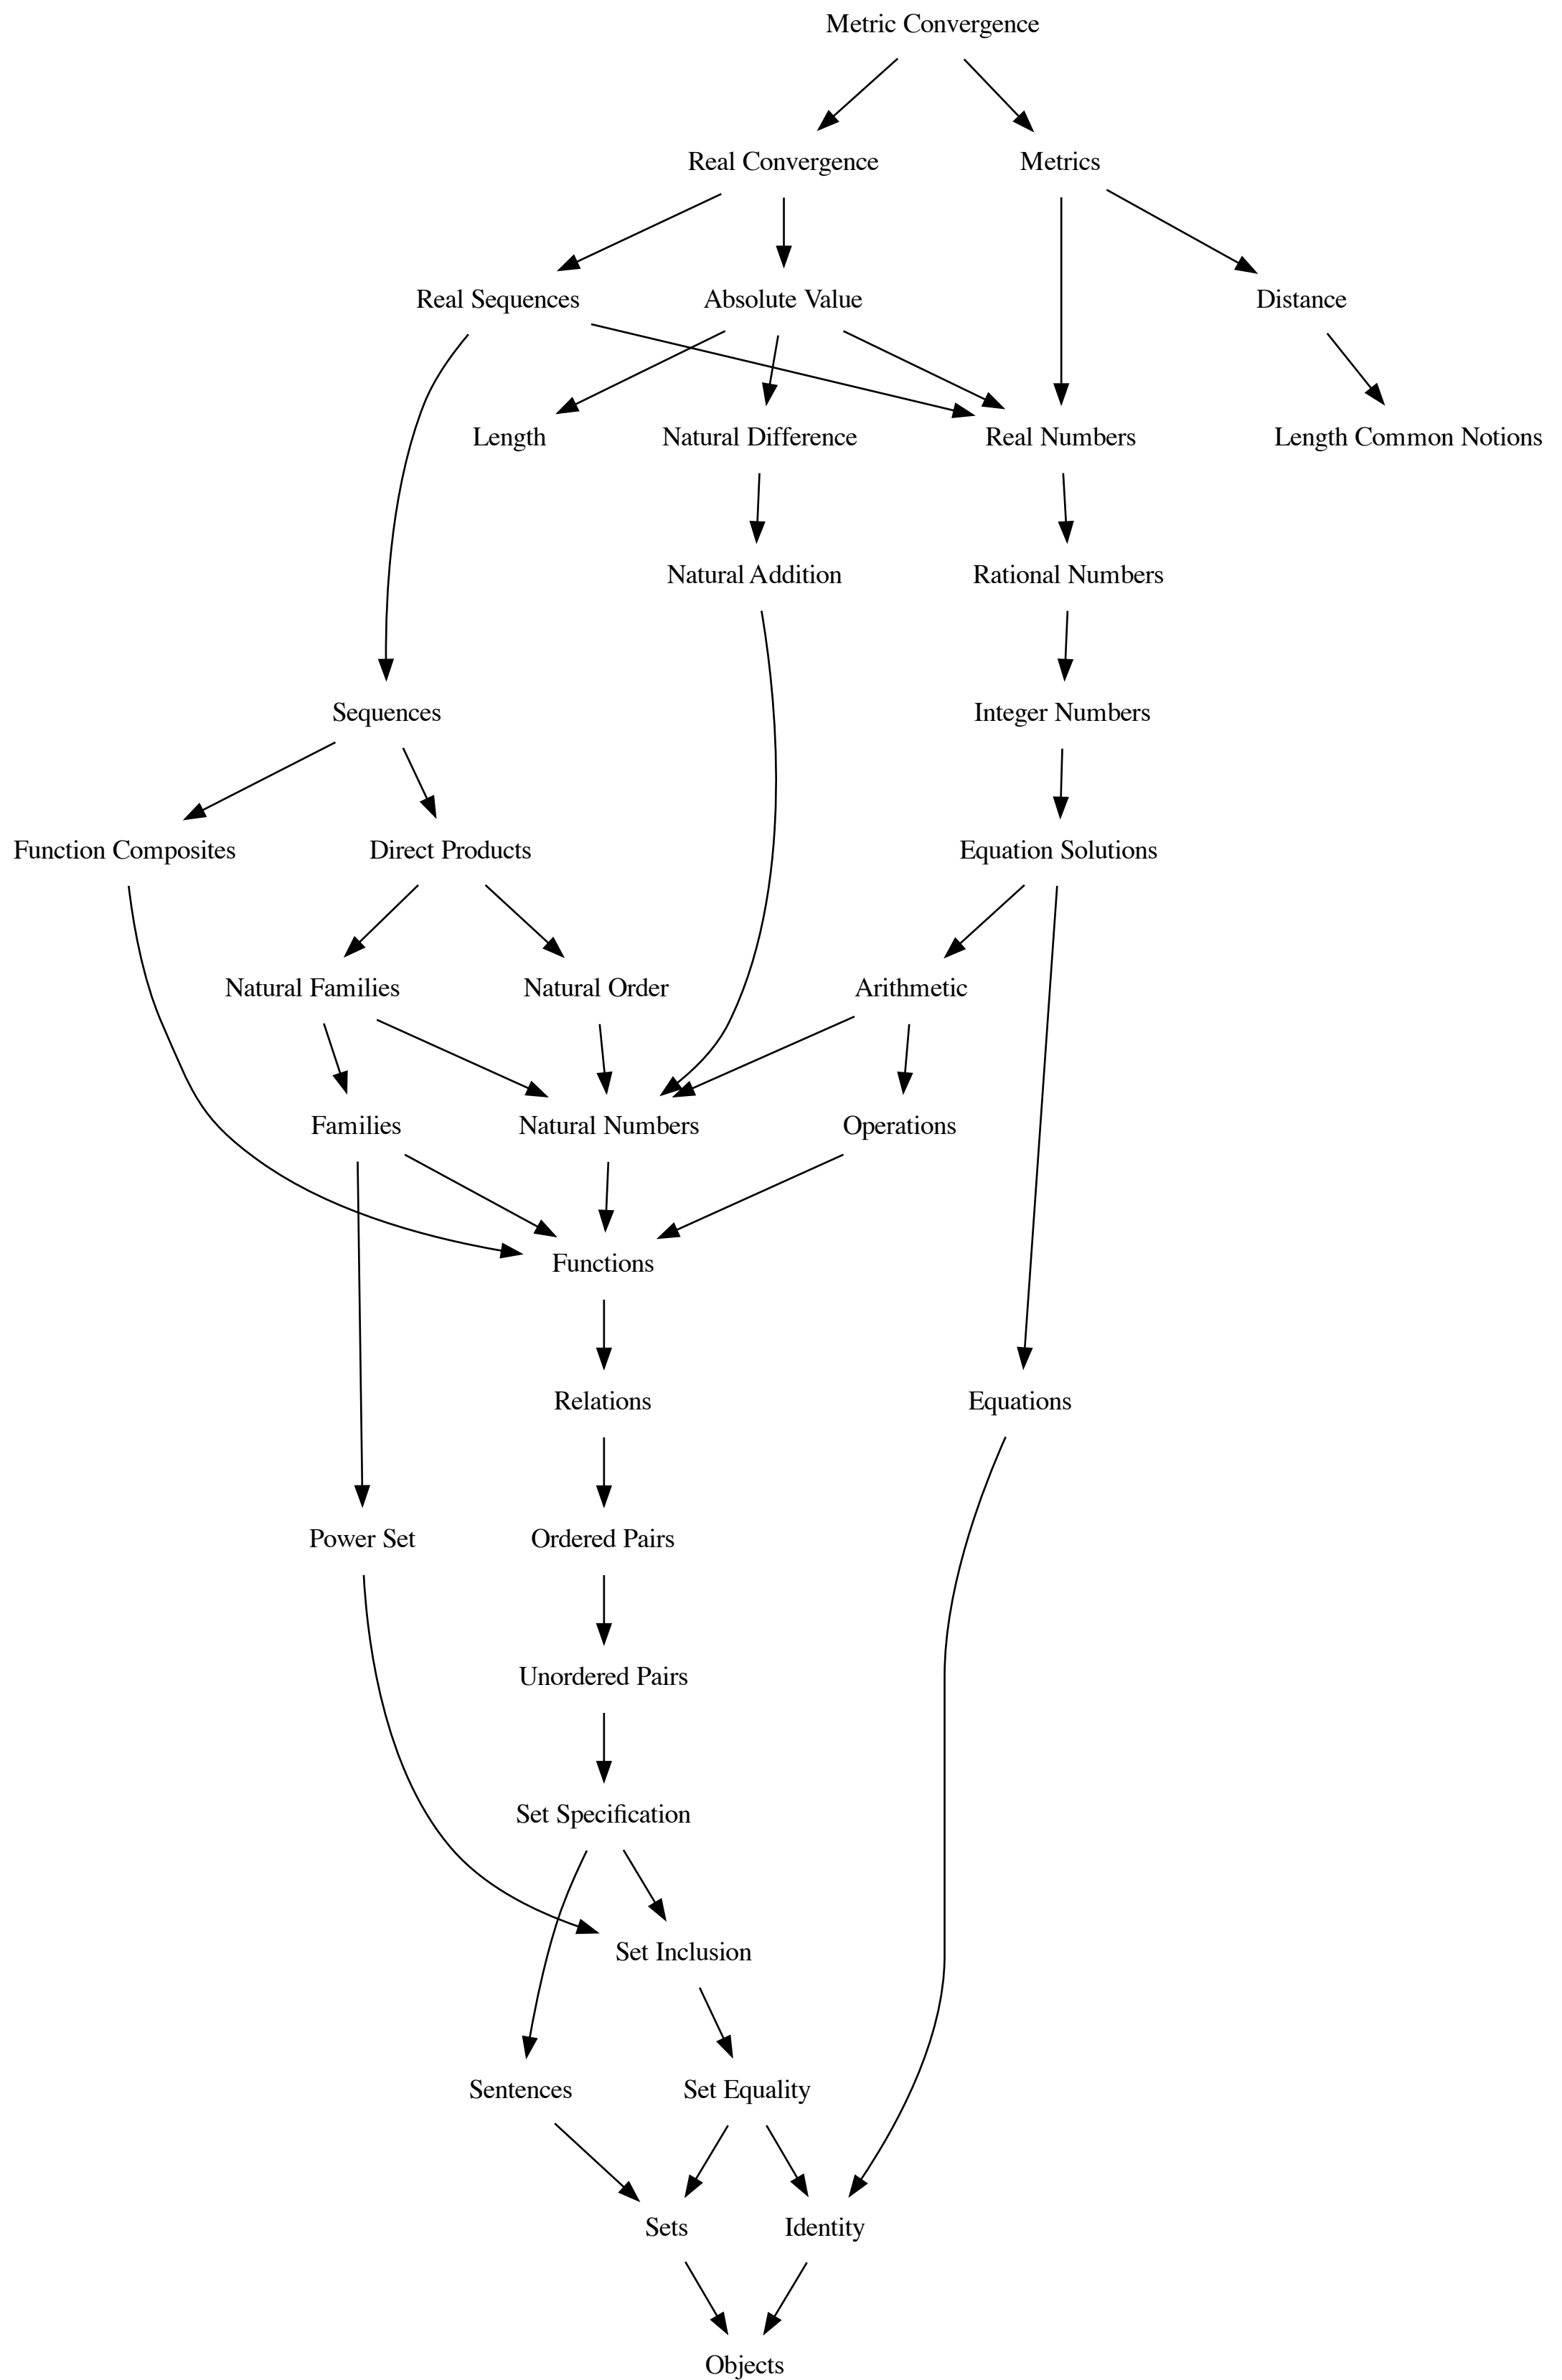 Metric Convergence
Real Convergence
Metrics
Real Sequences
Absolute Value
Distance
Length
Natural Difference
Real Numbers
Length Common Notions
Natural Addition
Rational Numbers
Sequences
Integer Numbers
Function Composites
Direct Products
Equation Solutions
Natural Families
Natural Order
Arithmetic
Families
Natural Numbers
Operations
Functions
Relations
Equations
Power Set
Ordered Pairs
Unordered Pairs
Set Specification
Set Inclusion
Sentences
Set Equality
Sets
Identity
Objects